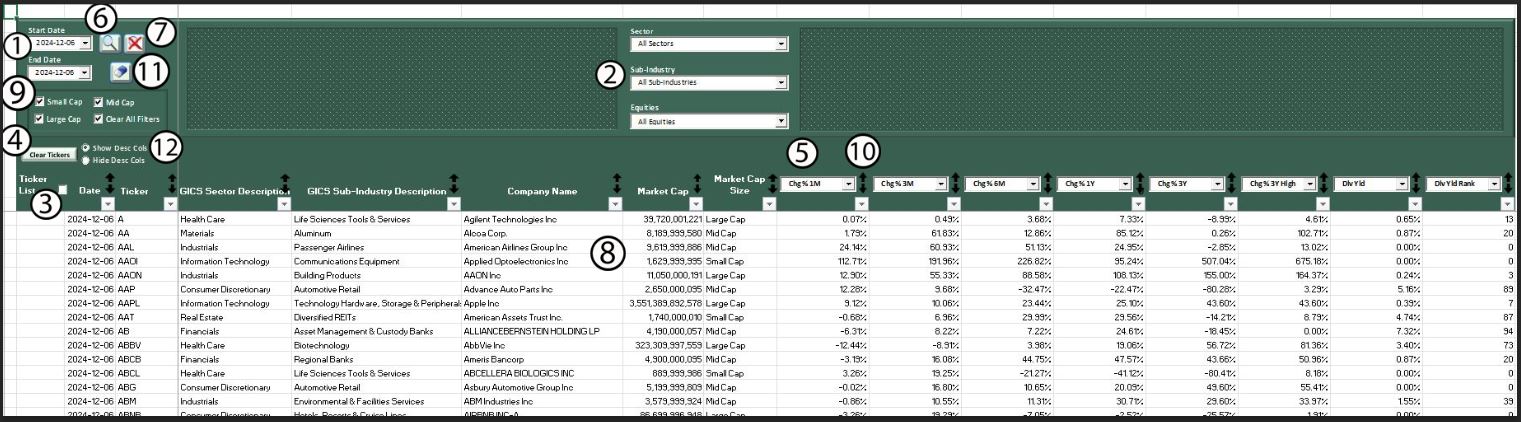 6
Start Date
7
1
2024-12-06
End Date
11
2024-12-06
9
Small Cap Mid Cap
Large Cap Clear All Filters
Sector
All Sectors
2
Sub-Industry
All Sub-Industries
Equities
All Equities
4
Clear Tickers
Show Desc Cols
Hide Desc Cols
12
5 10
Ticker List Date Ticker GICS Sector Description GICS Sub-Industry Description Company Name Market Cap Market Cap Size Chg% 1M Chg% 3M Chg% 6M Chg% 1Y Chg% 3Y Chg% 3Y High Div Yld Div Yld Rank
3
2024-12-06 A Health Care Life Sciences Tools & Services Agilent Technologies Inc 39,720,001,221 Large Cap 0.07% 0.49% 3.68% 7.33% -8.99% 4.61% 0.65% 13
2024-12-06 AA Materials Aluminum Alcoa Corp. 8,189,999,580 Mid Cap 1.79% 61.83% 12.86% 85.12% 0.26% 102.71% 0.87% 20
2024-12-06 AAL Industrials Passenger Airlines American Airlines Group Inc 9,619,999,886 Mid Cap 24.14% 60.93% 51.13% 24.95% -2.85% 13.02% 0.00% 0
8
2024-12-06 AAOI Information Technology Communications Equipment Applied Optoelectronics Inc 1,629,999,995 Small Cap 112.71% 191.96% 226.82% 95.24% 507.04% 675.18% 0.00% 0
2024-12-06 AAON Industrials Building Products AAON Inc 11,050,000,191 Large Cap 12.90% 55.33% 88.58% 108.13% 155.00% 164.37% 0.24% 3
2024-12-06 AAP Consumer Discretionary Automotive Retail Advance Auto Parts Inc 2,650,000,095 Mid Cap 12.28% 9.68% -32.47% -22.47% -80.28% 3.29% 5.16% 89
2024-12-06 AAPL Information Technology Technology Hardware, Storage & Peripherals Apple Inc 3,551,389,892,578 Large Cap 9.12% 10.06% 23.44% 25.10% 43.60% 43.60% 0.39% 7
2024-12-06 AAT Real Estate Diversified REITs American Assets Trust Inc. 1,740,000,010 Small Cap -0.68% 6.96% 29.99% 29.56% -14.21% 8.79% 4.74% 87
2024-12-06 AB Financials Asset Management & Custody Banks ALLIANCEBERNSTEIN HOLDING LP 4,190,000,057 Mid Cap -6.31% 8.22% 7.22% 24.61% -18.45% 0.00% 7.32% 94
2024-12-06 ABBV Health Care Biotechnology AbbVie Inc 323,309,997,559 Large Cap -12.44% -8.91% 3.98% 19.06% 56.72% 81.36% 3.40% 73
2024-12-06 ABCB Financials Regional Banks Ameris Bancorp 4,900,000,095 Mid Cap -3.19% 16.08% 44.75% 47.57% 43.66% 50.96% 0.87% 20
2024-12-06 ABCL Health Care Life Sciences Tools & Services ABCELLERA BIOLOGICS INC 889,999,986 Small Cap 3.26% 19.25% -21.27% -41.12% -80.41% 8.18% 0.00% 0
2024-12-06 ABG Consumer Discretionary Automotive Retail Asbury Automotive Group Inc 5,199,999,809 Mid Cap -0.02% 16.80% 10.65% 20.09% 49.60% 55.41% 0.00% 0
2024-12-06 ABM Industrials Environmental & Facilities Services ABM Industries Inc 3,579,999,924 Mid Cap -0.86% 10.55% 11.31% 30.71% 29.60% 33.97% 1.55% 39
2024-12-06 ABNB Consumer Discretionary Hotels, Resorts & Cruise Lines AIRBNB INC-A 86,699,996,948 Large Cap -3.26% 19.29% -7.05% -2.52% -25.57% 1.91% 0.00% 0